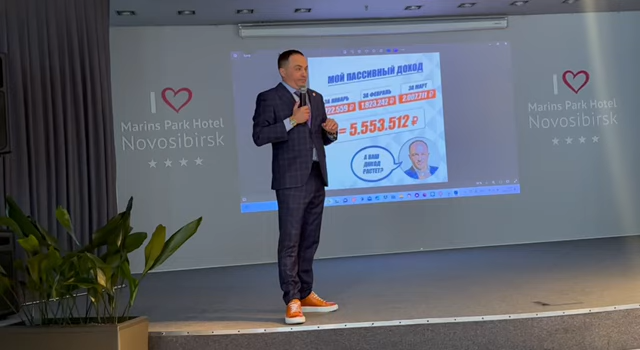 I
Marins Park Hotel
Novosibirsk
МОЙ ПАССИВНЫЙ ДОХОД
ЗА ЯНВАРЬ
ЗА ФЕВРАЛЬ
ЗА МАРТ
= 5.553.512 ₽
А ВАШ
ДОХОД
РАСТЕТ?
I
Marins Park Hotel
Novosibirsk